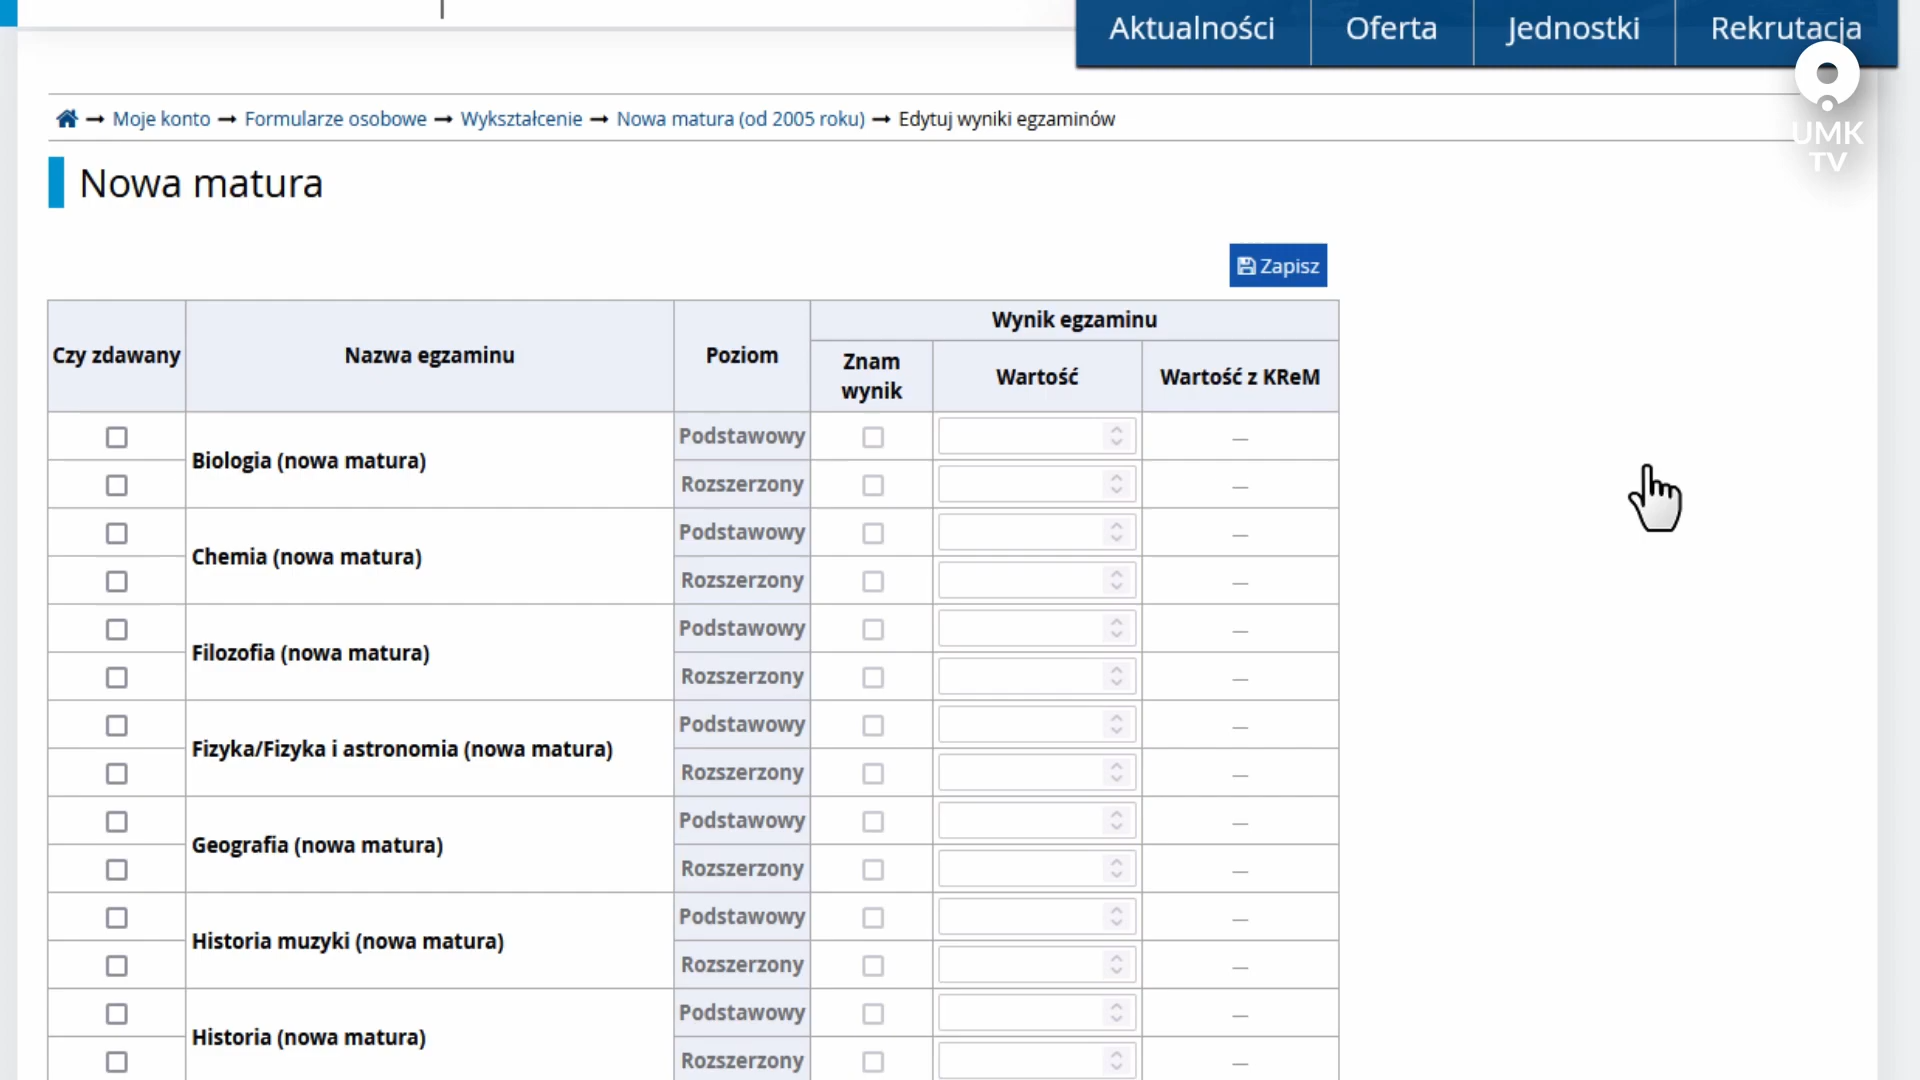 Aktualności Oferta Jednostki Rekrutacja
UMK
TV
Moje konto → Formularze osobowe → Wykształcenie → Nowa matura (od 2005 roku) → Edytuj wyniki egzaminów
Nowa matura
Zapisz
Czy zdawany Nazwa egzaminu Poziom Wynik egzaminu
Znam wynik Wartość Wartość z KReM
Biologia (nowa matura) Podstawowy —
Rozszerzony —
Chemia (nowa matura) Podstawowy —
Rozszerzony —
Filozofia (nowa matura) Podstawowy —
Rozszerzony —
Fizyka/Fizyka i astronomia (nowa matura) Podstawowy —
Rozszerzony —
Geografia (nowa matura) Podstawowy —
Rozszerzony —
Historia muzyki (nowa matura) Podstawowy —
Rozszerzony —
Historia (nowa matura) Podstawowy —
Rozszerzony —